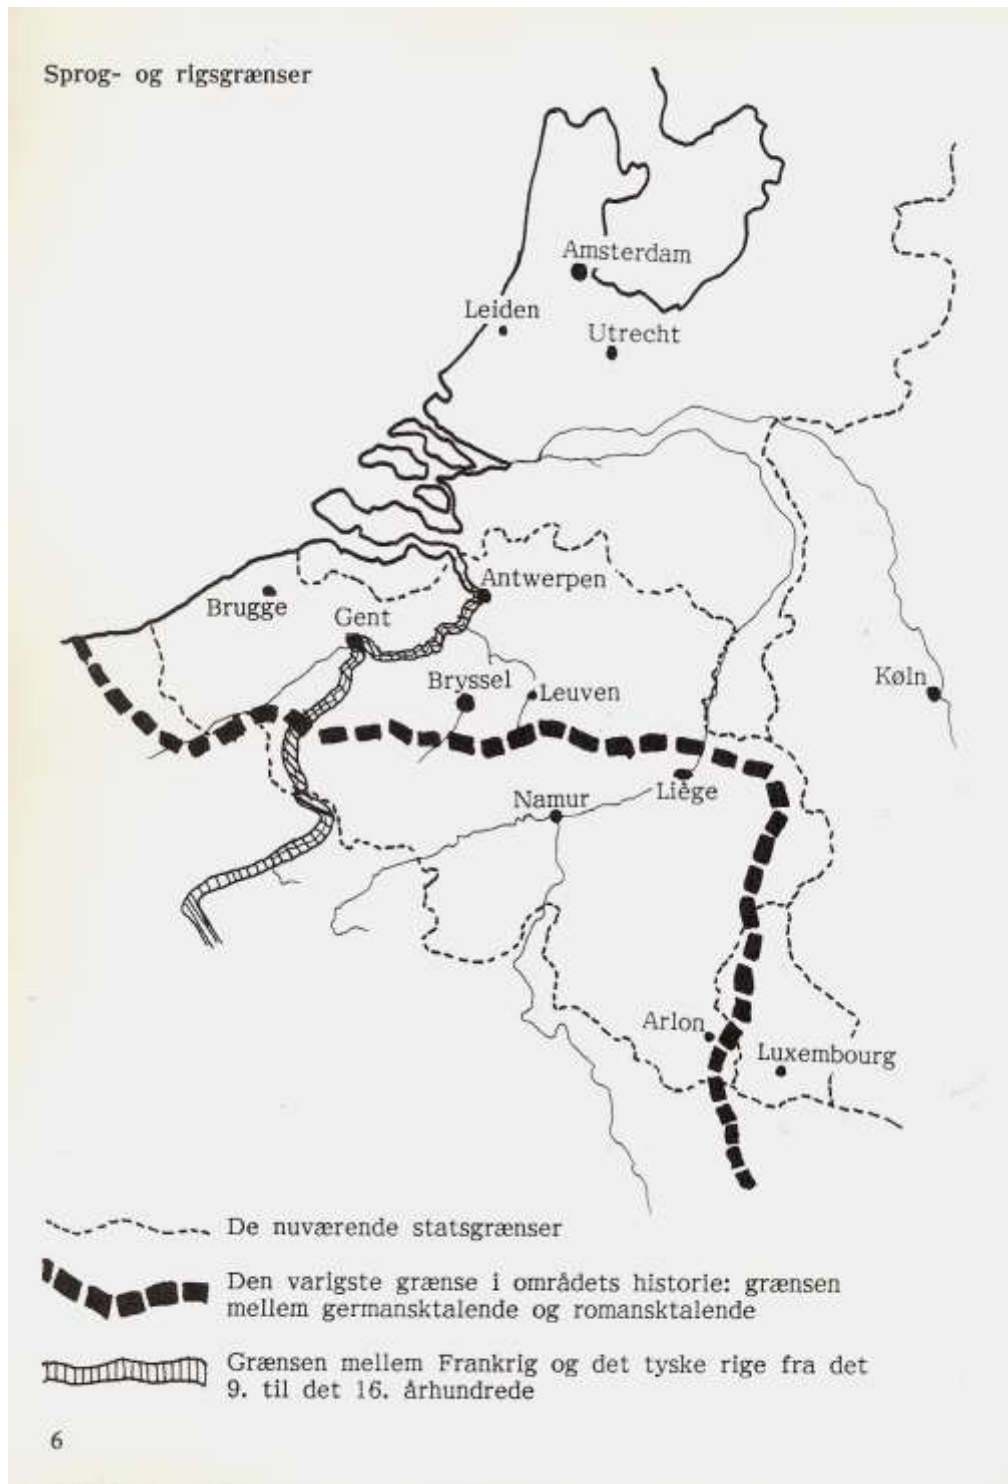 Sprog- og rigsgrænser
Amsterdam
Leiden
Utrecht
Antwerpen
Brugge
Gent
Bryssel
Leuven
Køln
Namur
Liège
Arlon
Luxembourg
De nuværende statsgrænser
Den varigste grænse i områdets historie: grænsen
mellem germansktalende og romansktalende
Grænsen mellem Frankrig og det tyske rige fra det
9. til det 16. århundrede
6